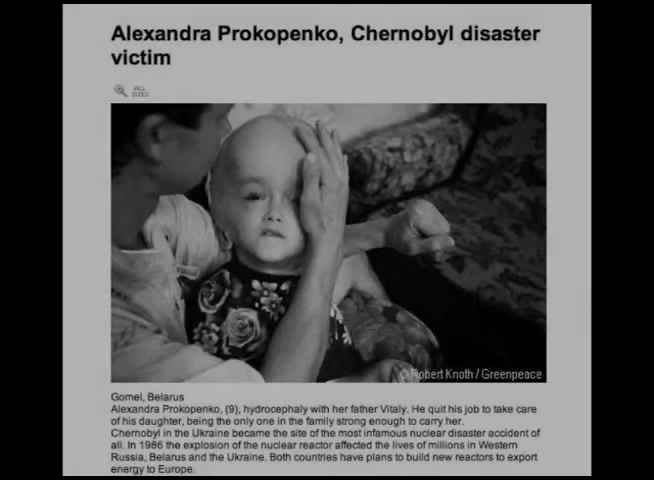 Alexandra Prokopenko, Chernobyl disaster
victim
ALL
SIZES
© Robert Knoth / Greenpeace
Gomel, Belarus
Alexandra Prokopenko, (9), hydrocephaly with her father Vitaly. He quit his job to take care
of his daughter, being the only one in the family strong enough to carry her.
Chernobyl in the Ukraine became the site of the most infamous nuclear disaster accident of
all. In 1986 the explosion of the nuclear reactor affected the lives of millions in Western
Russia, Belarus and the Ukraine. Both countries have plans to build new reactors to export
energy to Europe.